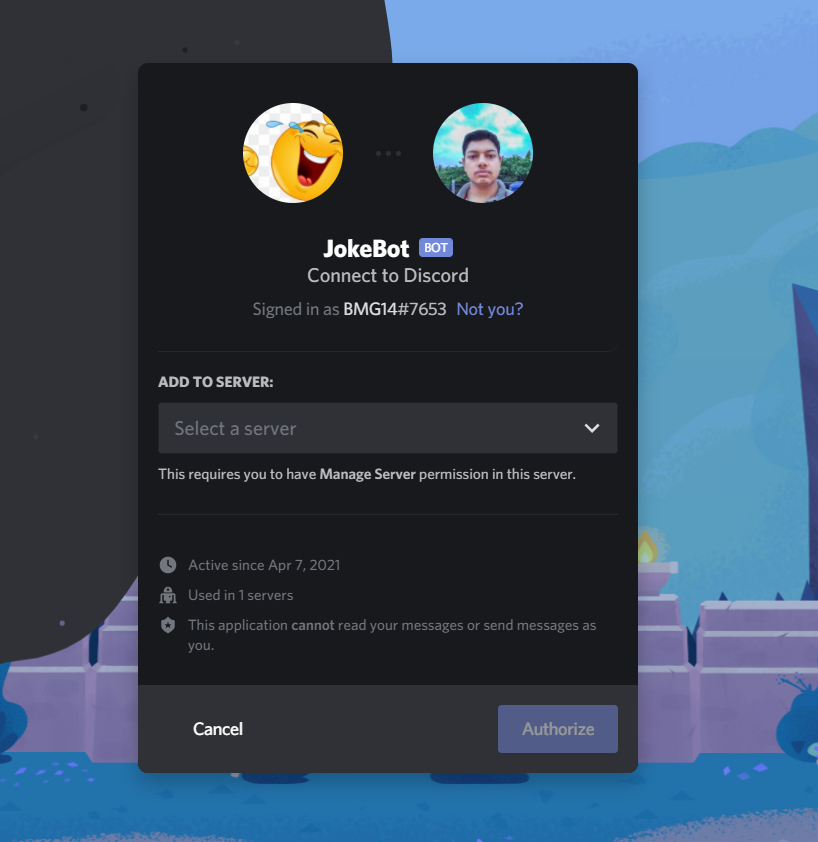 JokeBot BOT
Connect to Discord
Signed in as BMG14#7653 Not you?
ADD TO SERVER:
Select a server
This requires you to have Manage Server permission in this server.
Active since Apr 7, 2021
Used in 1 servers
This application cannot read your messages or send messages as
you.
Cancel
Authorize